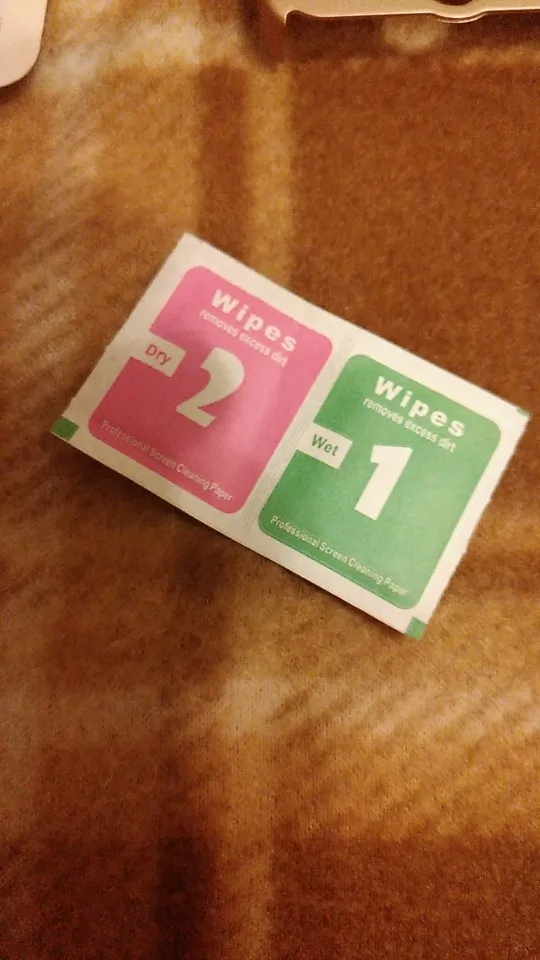 Wipes
removes excess dirt
Dry
2
Professional Screen Cleaning Paper
Wipes
removes excess dirt
Wet
1
Professional Screen Cleaning Paper